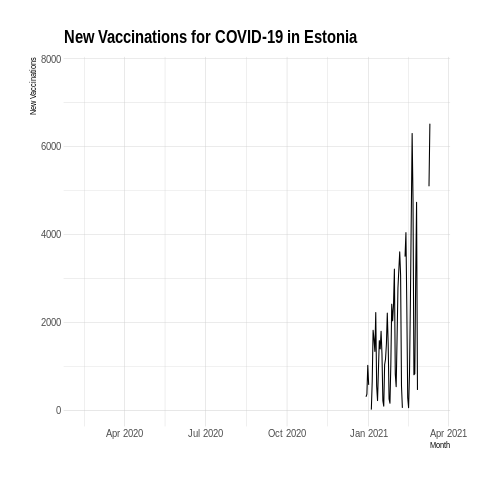 New Vaccinations for COVID-19 in Estonia
New Vaccinations
8000
6000
4000
2000
0
Apr 2020 Jul 2020 Oct 2020 Jan 2021 Apr 2021
Month